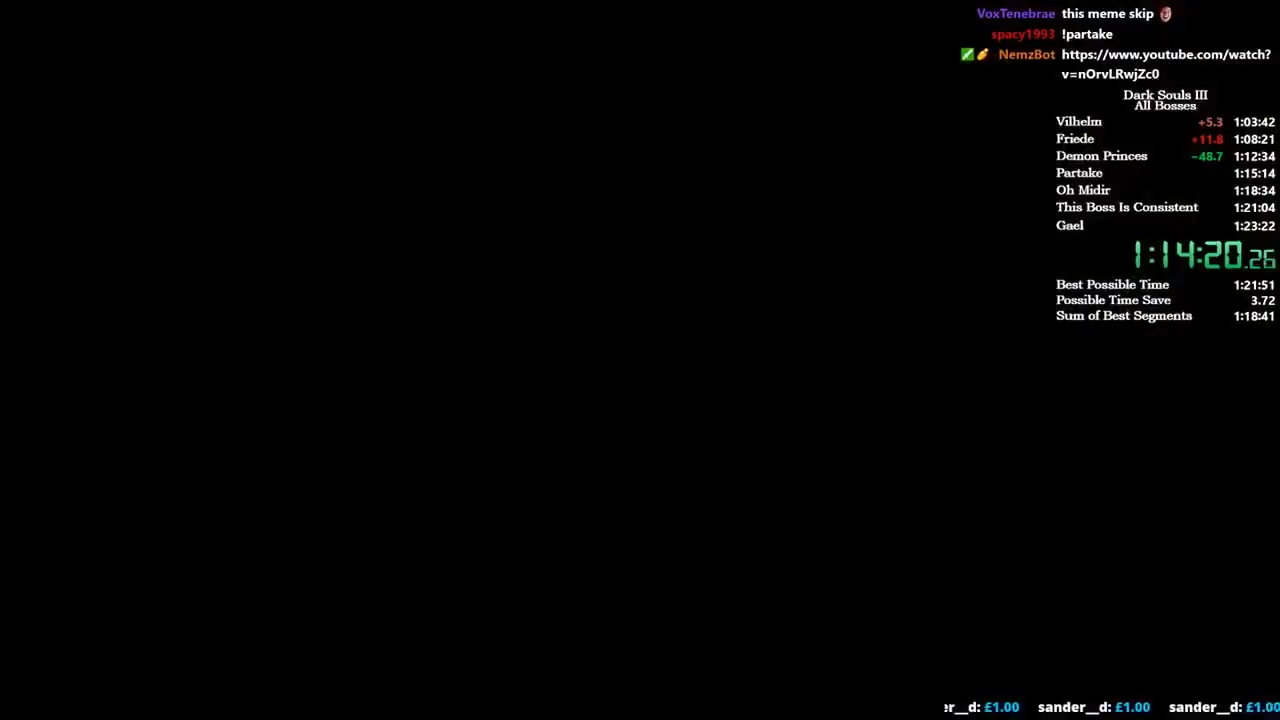 VoxTenebrae this meme skip
spacy1993 !partake
NemzBot https://www.youtube.com/watch?
v=nOrvLRwjZc0
Dark Souls III
All Bosses
Vilhelm +5.3 1:03:42
Friede +11.8 1:08:21
Demon Princes −48.7 1:12:34
Partake 1:15:14
Oh Midir 1:18:34
This Boss Is Consistent 1:21:04
Gael 1:23:22
1:14:20.26
Best Possible Time 1:21:51
Possible Time Save 3.72
Sum of Best Segments 1:18:41
er__d: £1.00 sander__d: £1.00 sander__d: £1.00